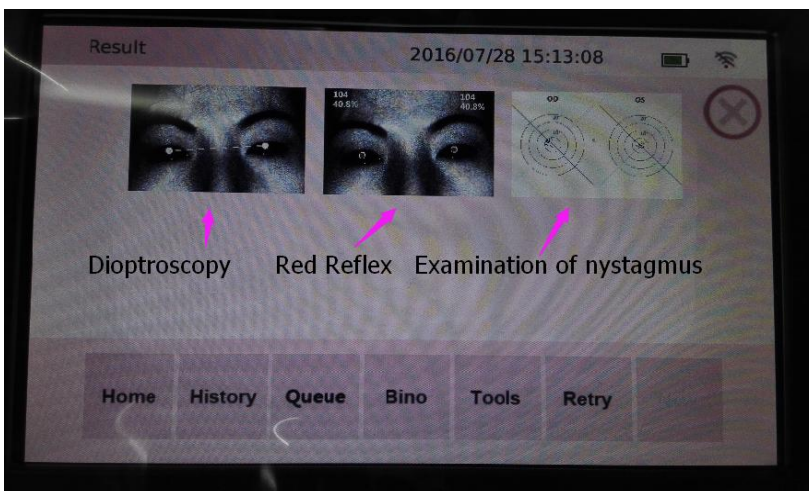 Result 2016/07/28 15:13:08
104 104
40.8% 40.8%
OD OS
Dioptroscopy Red Reflex Examination of nystagmus
Home History Queue Bino Tools Retry